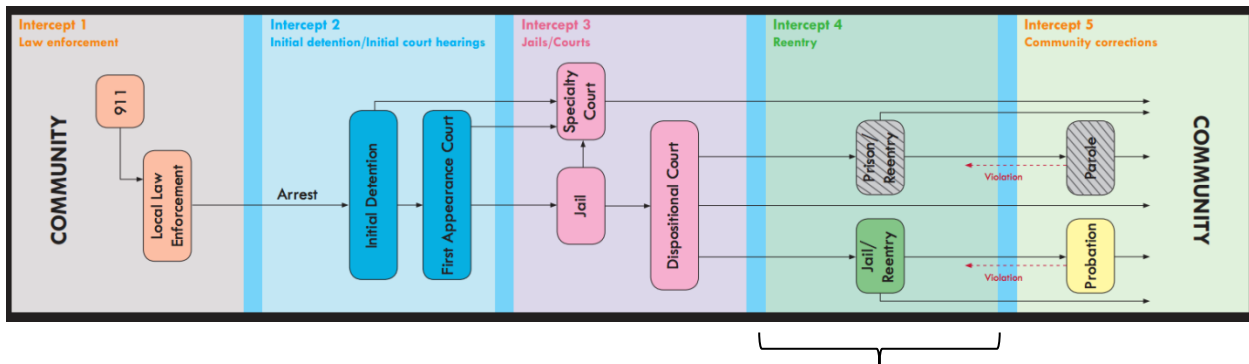 Intercept 1
Law enforcement
Intercept 2
Initial detention/Initial court hearings
Intercept 3
Jails/Courts
Intercept 4
Reentry
Intercept 5
Community corrections
COMMUNITY
911
Local Law
Enforcement
Arrest
Initial Detention
First Appearance Court
Specialty
Court
Jail
Dispositional Court
Prison/
Reentry
Jail/
Reentry
Violation
Violation
Parole
Probation
COMMUNITY